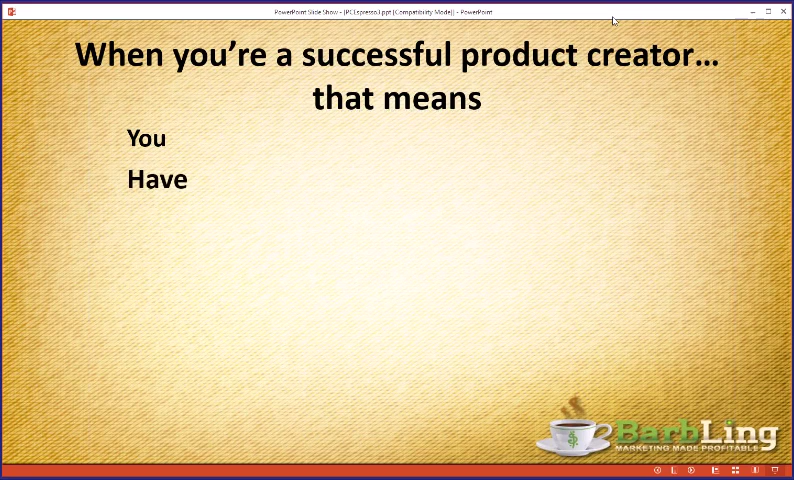 PowerPoint Slide Show - [PCEspresso3.ppt [Compatibility Mode]] - PowerPoint
When you’re a successful product creator…
that means
You
Have
$
BarbLing
MARKETING MADE PROFITABLE